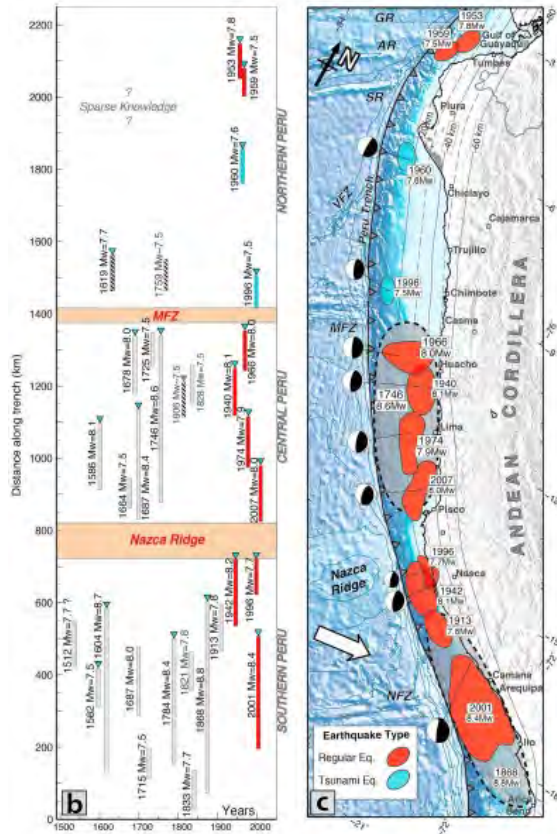 2200
2000
1800
1600
1400
1200
1000
800
600
400
200
0
Distance along trench (km)
1953 Mw=7.8
1959 Mw=7.5
?
Sparse Knowledge
?
1960 Mw=7.6
NORTHERN PERU
1619 Mw=7.7
1759 Mw=7.5
1996 Mw=7.5
MFZ
1678 Mw=8.0
1725 Mw=7.5
1966 Mw=8.0
1586 Mw=8.1
1664 Mw=7.5
1687 Mw=8.4
1746 Mw=8.6
1940 Mw=8.1
1974 Mw=7.9
2007 Mw=8.0
CENTRAL PERU
Nazca Ridge
1942 Mw=8.2
1996 Mw=7.7
1512 Mw=7.7 ?
1604 Mw=8.7
1913 Mw=7.8
1582 Mw=7.5
1687 Mw=8.0
1784 Mw=8.4
1821 Mw=7.8
1868 Mw=8.8
2001 Mw=8.4
1715 Mw=7.5
1833 Mw=7.7
SOUTHERN PERU
b
Years
1500
1600
1700
1800
1900
2000
c
N
GR
AR
SR
1953
7.8Mw
1959
7.5Mw
Gulf of
Guayaquil
Tumbes
Piura
20 km
40 km
60 km
1960
7.6Mw
VFZ
Peru Trench
Chiclayo
Cajamarca
Trujillo
1996
7.5Mw
Chimbote
Casma
MFZ
1966
8.0Mw
Huacho
1746
8.6Mw
1940
8.1Mw
Lima
1974
7.9Mw
2007
8.0Mw
Pisco
ANDEAN CORDILLERA
1996
7.7Mw
Nazca
Ridge
Nasca
1942
8.1Mw
1913
7.8Mw
NFZ
Camana
Arequipa
2001
8.4Mw
Ilo
1868
8.8Mw
Earthquake Type
Regular Eq.
Tsunami Eq.